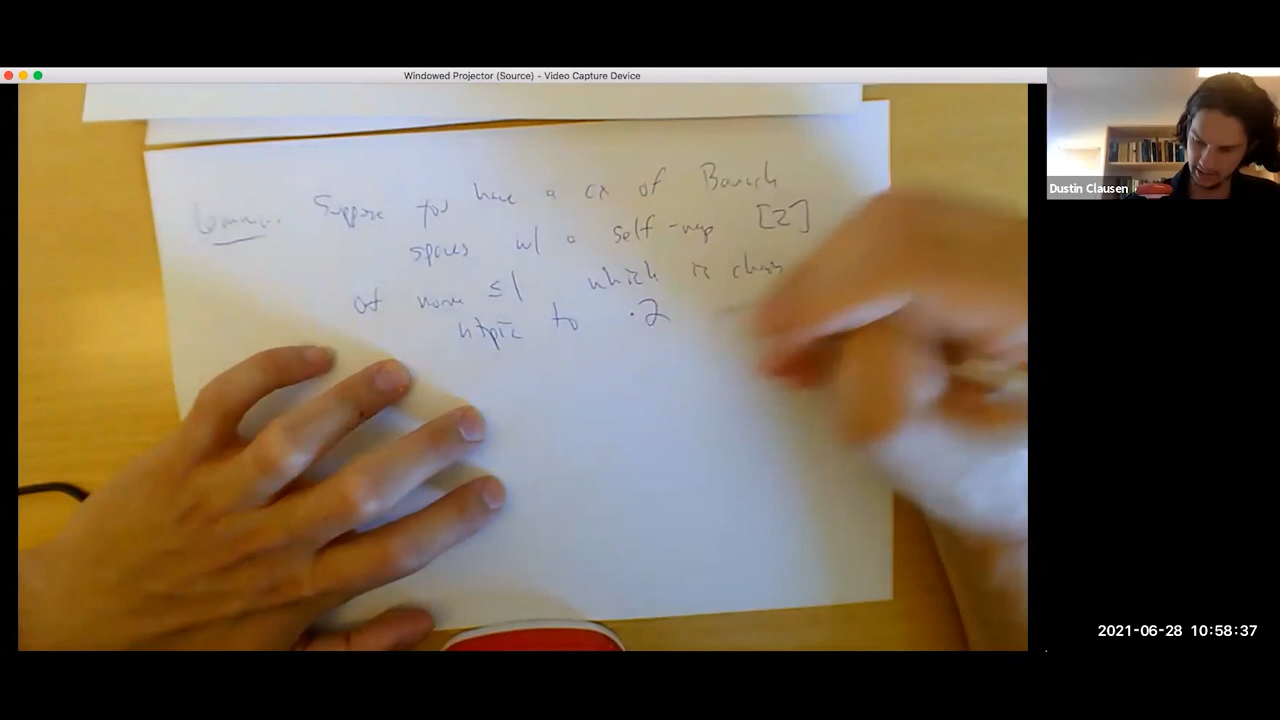 Windowed Projector (Source) - Video Capture Device
Dustin Clausen
Suppose you have a cx of Banach
spaces w/ a self-map [2]
of norm ≤1 which is chain
htpic to ·2
2021-06-28 10:58:37